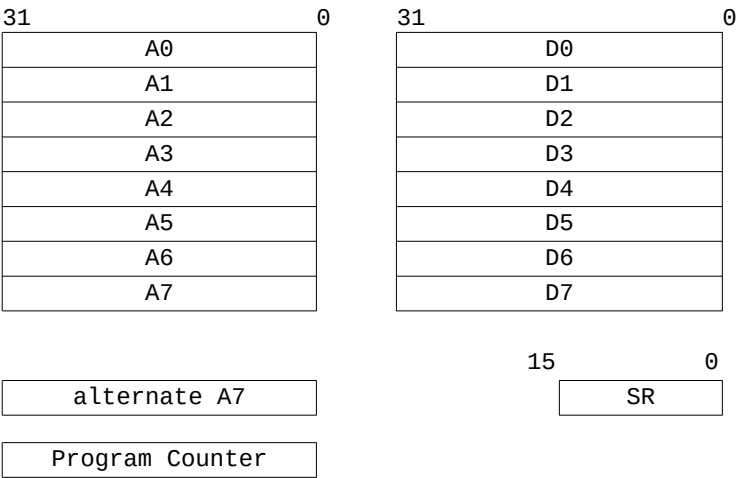 31 0 31 0
A0 D0
A1 D1
A2 D2
A3 D3
A4 D4
A5 D5
A6 D6
A7 D7
15 0
alternate A7 SR
Program Counter